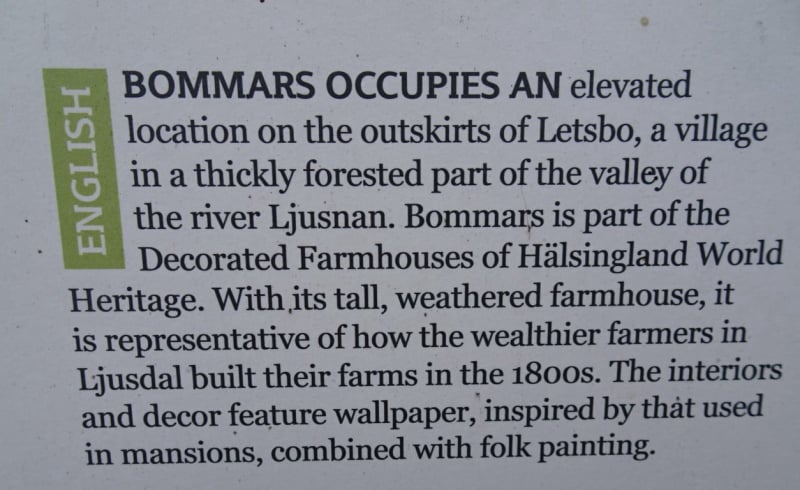 ENGLISH
BOMMARS OCCUPIES AN elevated
location on the outskirts of Letsbo, a village
in a thickly forested part of the valley of
the river Ljusnan. Bommars is part of the
Decorated Farmhouses of Hälsingland World
Heritage. With its tall, weathered farmhouse, it
is representative of how the wealthier farmers in
Ljusdal built their farms in the 1800s. The interiors
and decor feature wallpaper, inspired by that used
in mansions, combined with folk painting.